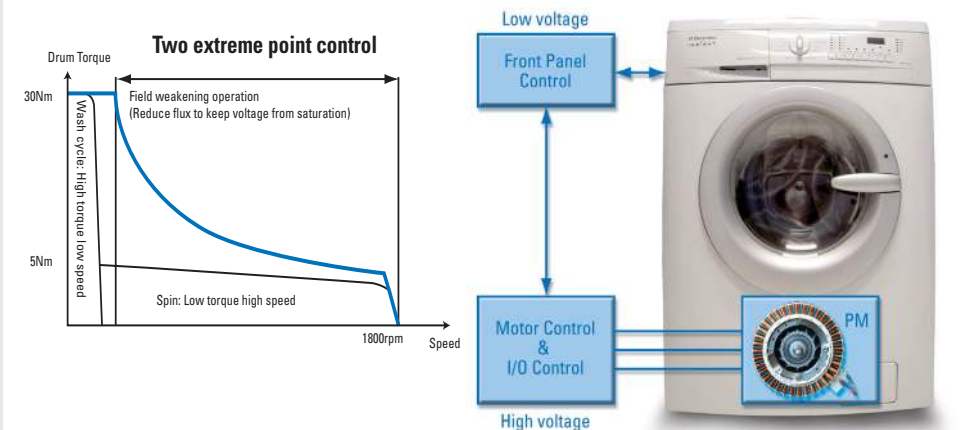 Two extreme point control
Drum Torque
30Nm
Field weakening operation
(Reduce flux to keep voltage from saturation)
Wash cycle: High torque low speed
5Nm
Spin: Low torque high speed
1800rpm
Speed
Low voltage
Front Panel
Control
Motor Control
&
I/O Control
High voltage
PM
Electrolux